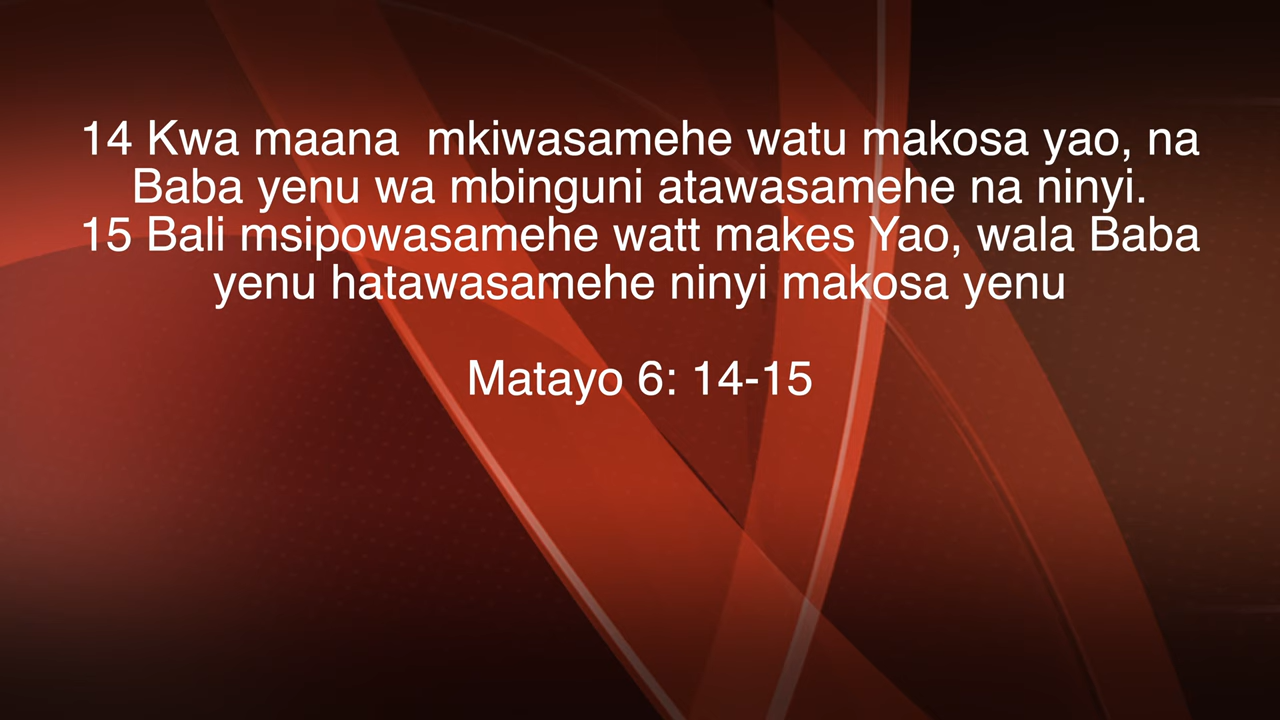 14 Kwa maana  mkiwasamehe watu makosa yao, na
Baba yenu wa mbinguni atawasamehe na ninyi.
15 Bali msipowasamehe watt makes Yao, wala Baba
yenu hatawasamehe ninyi makosa yenu
Matayo 6: 14-15